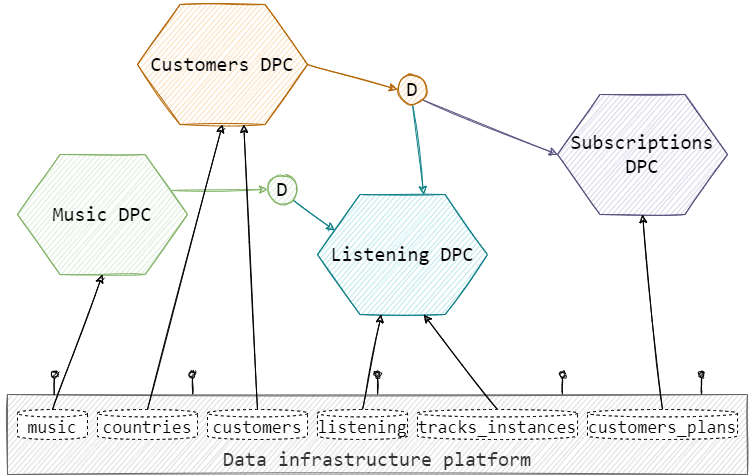 Customers DPC
D
Subscriptions
DPC
Music DPC
D
Listening DPC
music
countries
customers
listening
tracks_instances
customers_plans
Data infrastructure platform